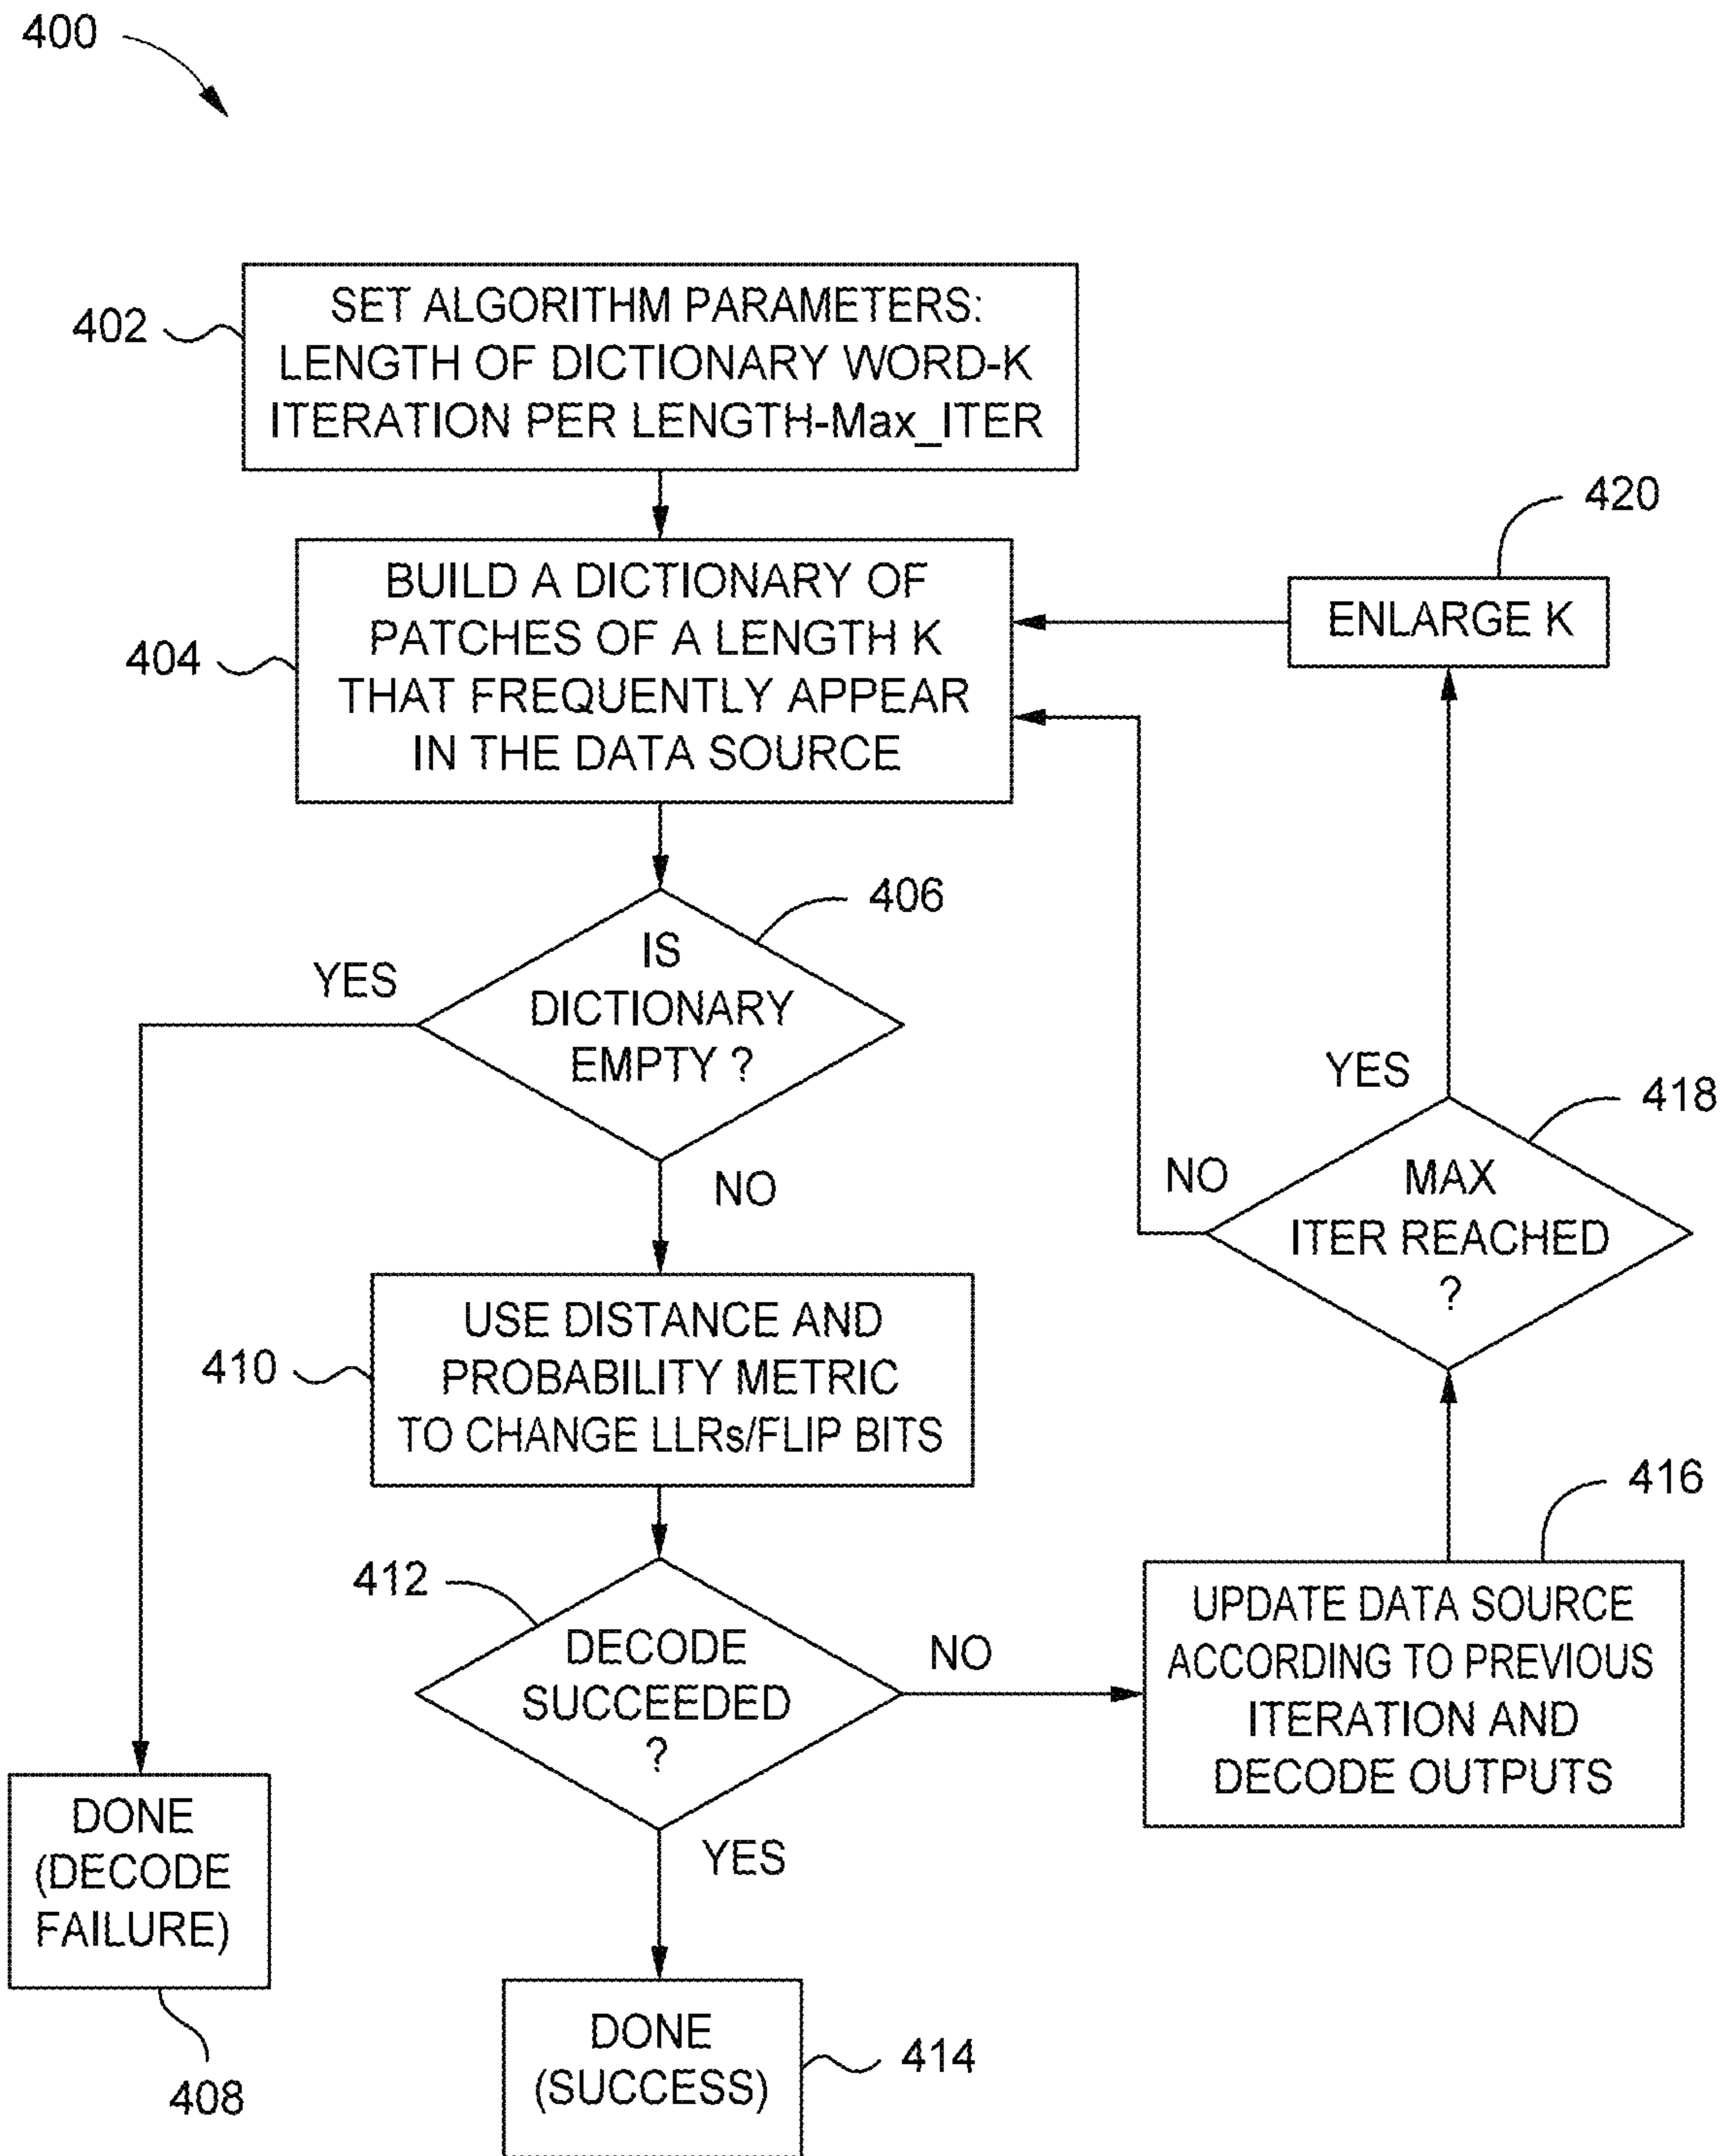 400
402
SET ALGORITHM PARAMETERS:
LENGTH OF DICTIONARY WORD-K
ITERATION PER LENGTH-Max_ITER
404
BUILD A DICTIONARY OF
PATCHES OF A LENGTH K
THAT FREQUENTLY APPEAR
IN THE DATA SOURCE
420
ENLARGE K
406
IS
DICTIONARY
EMPTY ?
YES
NO
418
MAX
ITER REACHED
?
YES
NO
410
USE DISTANCE AND
PROBABILITY METRIC
TO CHANGE LLRs/FLIP BITS
412
DECODE
SUCCEEDED
?
NO
YES
416
UPDATE DATA SOURCE
ACCORDING TO PREVIOUS
ITERATION AND
DECODE OUTPUTS
DONE
(DECODE
FAILURE)
408
DONE
(SUCCESS)
414